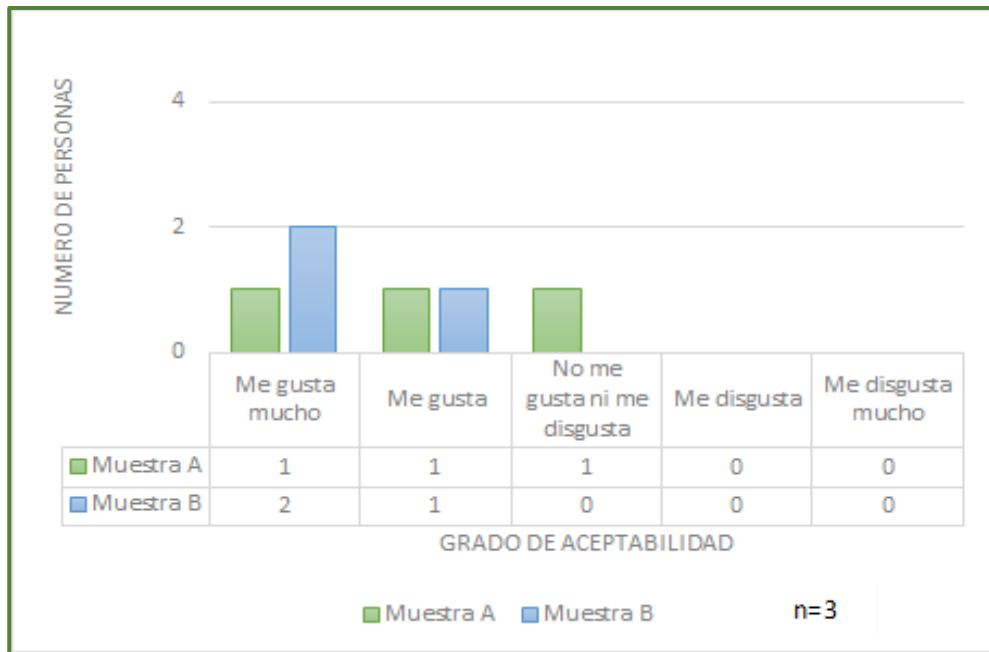 NUMERO DE PERSONAS
4
2
0
Me gusta
mucho
Me gusta
No me
gusta ni me
disgusta
Me disgusta
Me disgusta
mucho
Muestra A 1 1 1 0 0
Muestra B 2 1 0 0 0
GRADO DE ACEPTABILIDAD
Muestra A Muestra B n=3